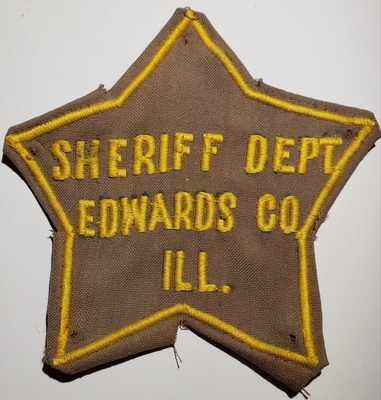 SHERIFF DEPT
EDWARDS CO
ILL.